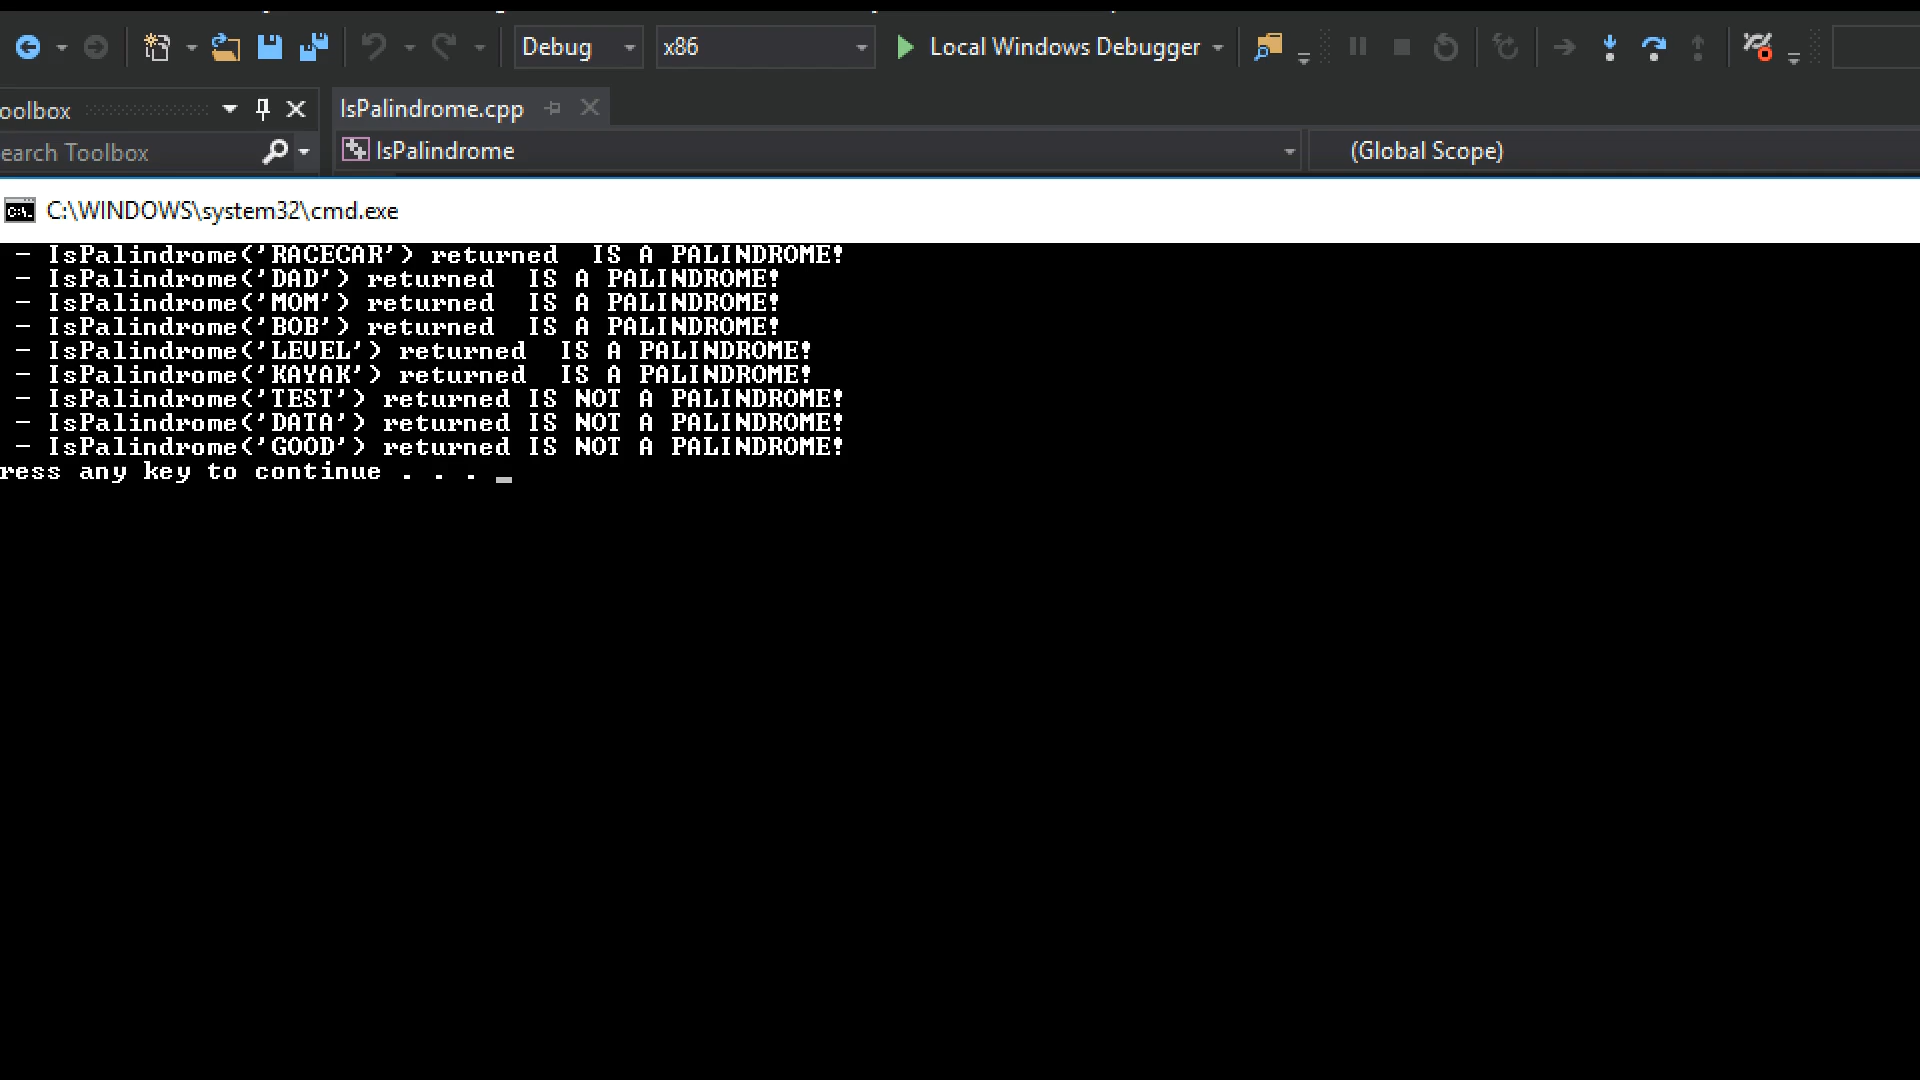 Debug x86 Local Windows Debugger
oolbox IsPalindrome.cpp
earch Toolbox IsPalindrome (Global Scope)
C:\WINDOWS\system32\cmd.exe
- IsPalindrome('RACECAR') returned  IS A PALINDROME!
- IsPalindrome('DAD') returned  IS A PALINDROME!
- IsPalindrome('MOM') returned  IS A PALINDROME!
- IsPalindrome('BOB') returned  IS A PALINDROME!
- IsPalindrome('LEVEL') returned  IS A PALINDROME!
- IsPalindrome('KAYAK') returned  IS A PALINDROME!
- IsPalindrome('TEST') returned IS NOT A PALINDROME!
- IsPalindrome('DATA') returned IS NOT A PALINDROME!
- IsPalindrome('GOOD') returned IS NOT A PALINDROME!
ress any key to continue . . . _